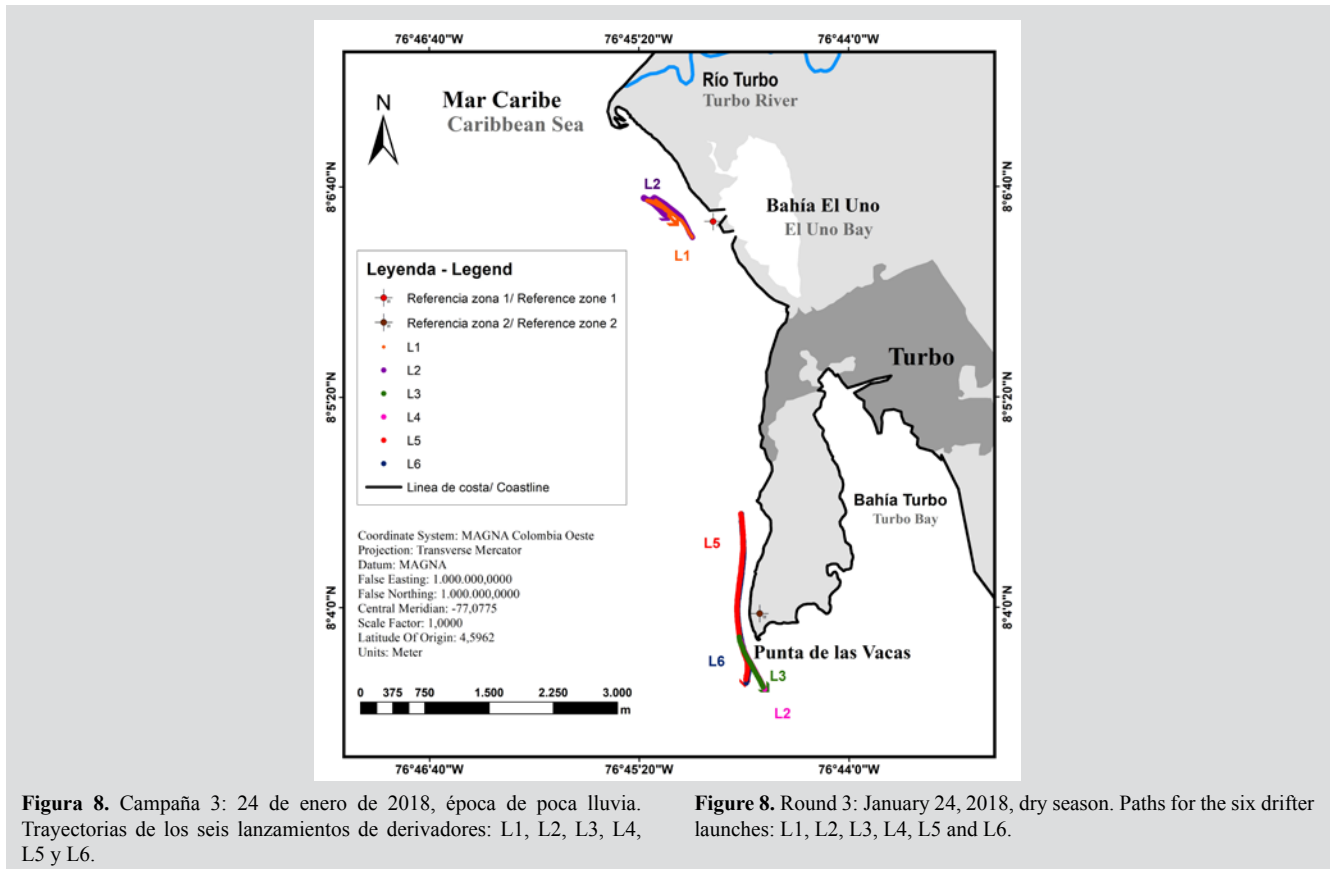 76°46'40"W 76°45'20"W 76°44'0"W
N
Mar Caribe
Caribbean Sea
Río Turbo
Turbo River
8°6'40"N 8°6'40"N
L2
L1
Bahía El Uno
El Uno Bay
Leyenda - Legend
Referencia zona 1/ Reference zone 1
Referencia zona 2/ Reference zone 2
L1
L2
L3
L4
L5
L6
Linea de costa/ Coastline
Turbo
8°5'20"N 8°5'20"N
Bahía Turbo
Turbo Bay
Coordinate System: MAGNA Colombia Oeste
Projection: Transverse Mercator
Datum: MAGNA
False Easting: 1.000.000,0000
False Northing: 1.000.000,0000
Central Meridian: -77,0775
Scale Factor: 1,0000
Latitude Of Origin: 4,5962
Units: Meter
L5
8°4'0"N 8°4'0"N
Punta de las Vacas
L6
L3
L2
0 375 750 1.500 2.250 3.000
m
76°46'40"W 76°45'20"W 76°44'0"W
Figura 8. Campaña 3: 24 de enero de 2018, época de poca lluvia.
Trayectorias de los seis lanzamientos de derivadores: L1, L2, L3, L4,
L5 y L6.
Figure 8. Round 3: January 24, 2018, dry season. Paths for the six drifter
launches: L1, L2, L3, L4, L5 and L6.